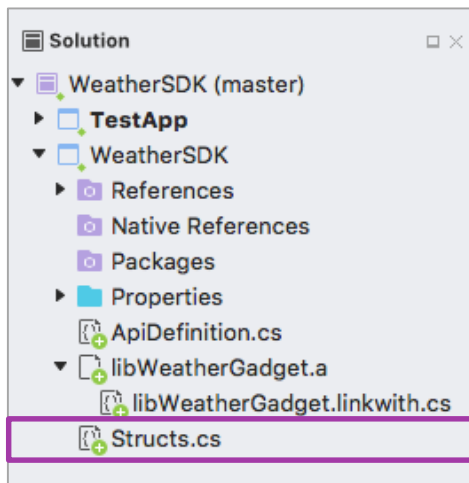 Solution
WeatherSDK (master)
TestApp
WeatherSDK
References
Native References
Packages
Properties
ApiDefinition.cs
libWeatherGadget.a
libWeatherGadget.linkwith.cs
Structs.cs